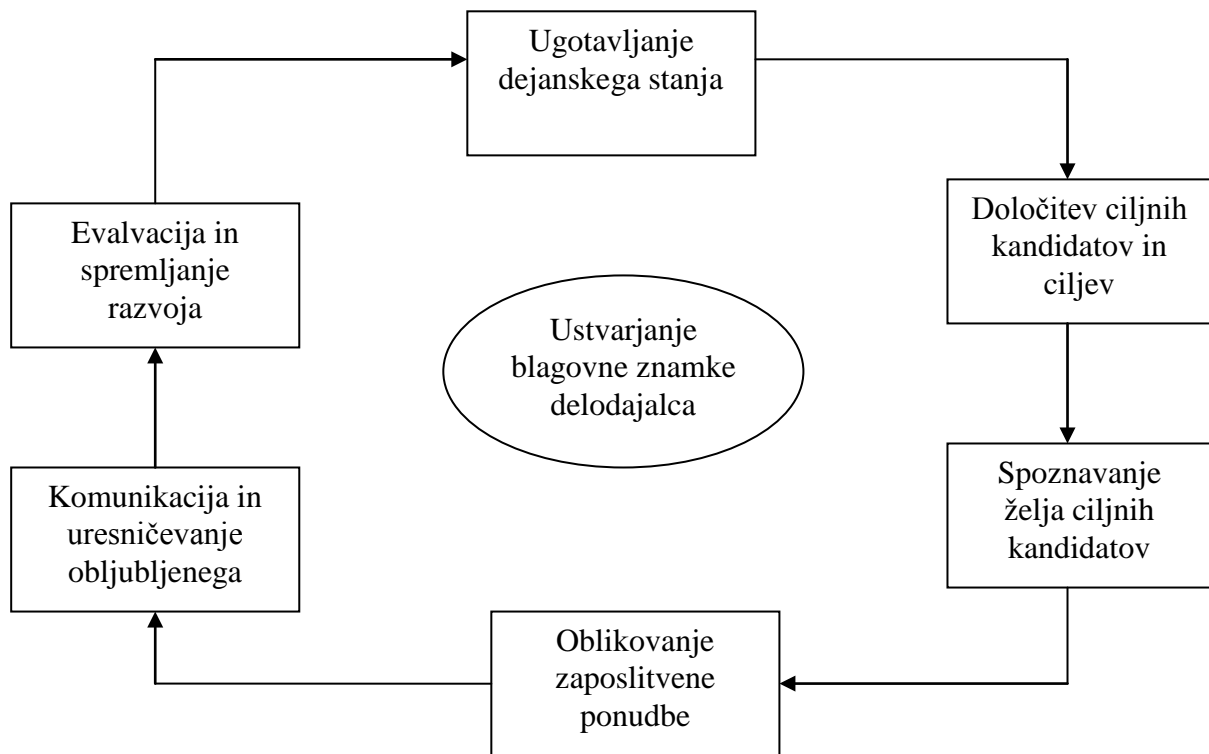 Ugotavljanje
dejanskega stanja
Določitev ciljnih
kandidatov in
ciljev
Spoznavanje
želja ciljnih
kandidatov
Oblikovanje
zaposlitvene
ponudbe
Komunikacija in
uresničevanje
obljubljenega
Evalvacija in
spremljanje
razvoja
Ustvarjanje
blagovne znamke
delodajalca